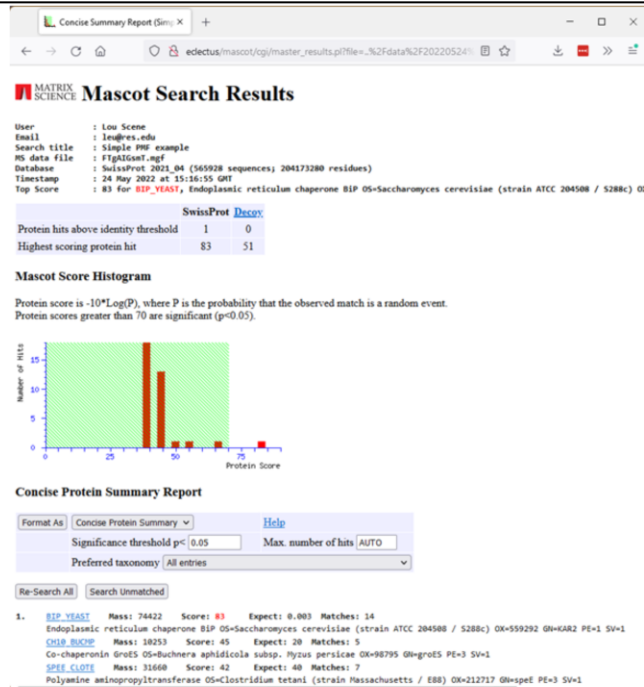 Concise Summary Report (Sim
eclectus/mascot/cgi/master_results.pl?file=..%2Fdata%2F20220524%
MATRIX SCIENCE Mascot Search Results
User : Lou Scene
Email : leu@res.edu
Search title : Simple PMF example
MS data file : FTgAIGsmT.mgf
Database : SwissProt 2021_04 (565928 sequences; 204173280 residues)
Timestamp : 24 May 2022 at 15:16:55 GMT
Top Score : 83 for BIP_YEAST, Endoplasmic reticulum chaperone BiP OS=Saccharomyces cerevisiae (strain ATCC 204508 / S288c) OX
SwissProt Decoy
Protein hits above identity threshold 1 0
Highest scoring protein hit 83 51
Mascot Score Histogram
Protein score is -10*Log(P), where P is the probability that the observed match is a random event.
Protein scores greater than 70 are significant (p<0.05).
Number of Hits
15
10
5
0
0 25 50 75
Protein Score
Concise Protein Summary Report
Format As Concise Protein Summary Help
Significance threshold p< 0.05 Max. number of hits AUTO
Preferred taxonomy All entries
Re-Search All Search Unmatched
1. BIP_YEAST Mass: 74422 Score: 83 Expect: 0.003 Matches: 14
Endoplasmic reticulum chaperone BiP OS=Saccharomyces cerevisiae (strain ATCC 204508 / S288c) OX=559292 GN=KAR2 PE=1 SV=1
CH10_BUCMP Mass: 10253 Score: 45 Expect: 20 Matches: 5
Co-chaperonin GroES OS=Buchnera aphidicola subsp. Myzus persicae OX=98795 GN=groES PE=3 SV=1
SPEE_CLOTE Mass: 31660 Score: 42 Expect: 40 Matches: 7
Polyamine aminopropyltransferase OS=Clostridium tetani (strain Massachusetts / E88) OX=212717 GN=speE PE=3 SV=1